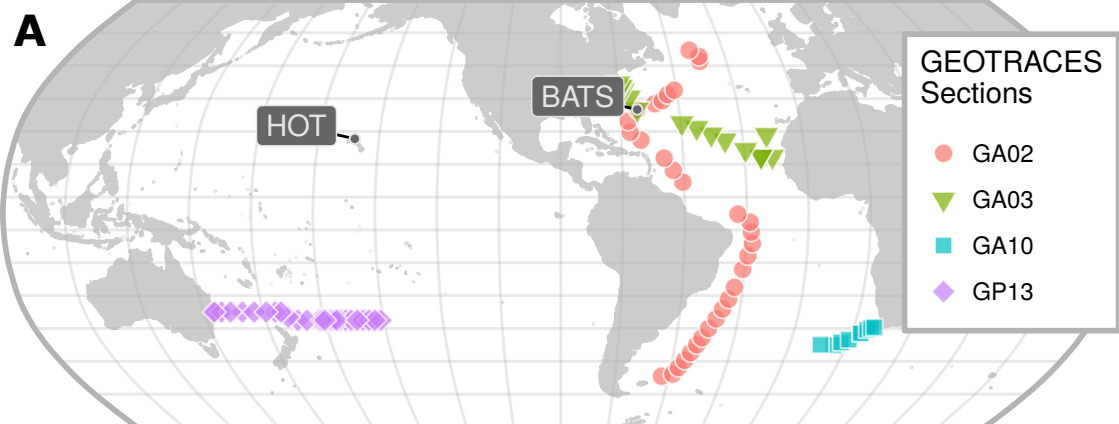 A
HOT
BATS
GEOTRACES
Sections
GA02
GA03
GA10
GP13